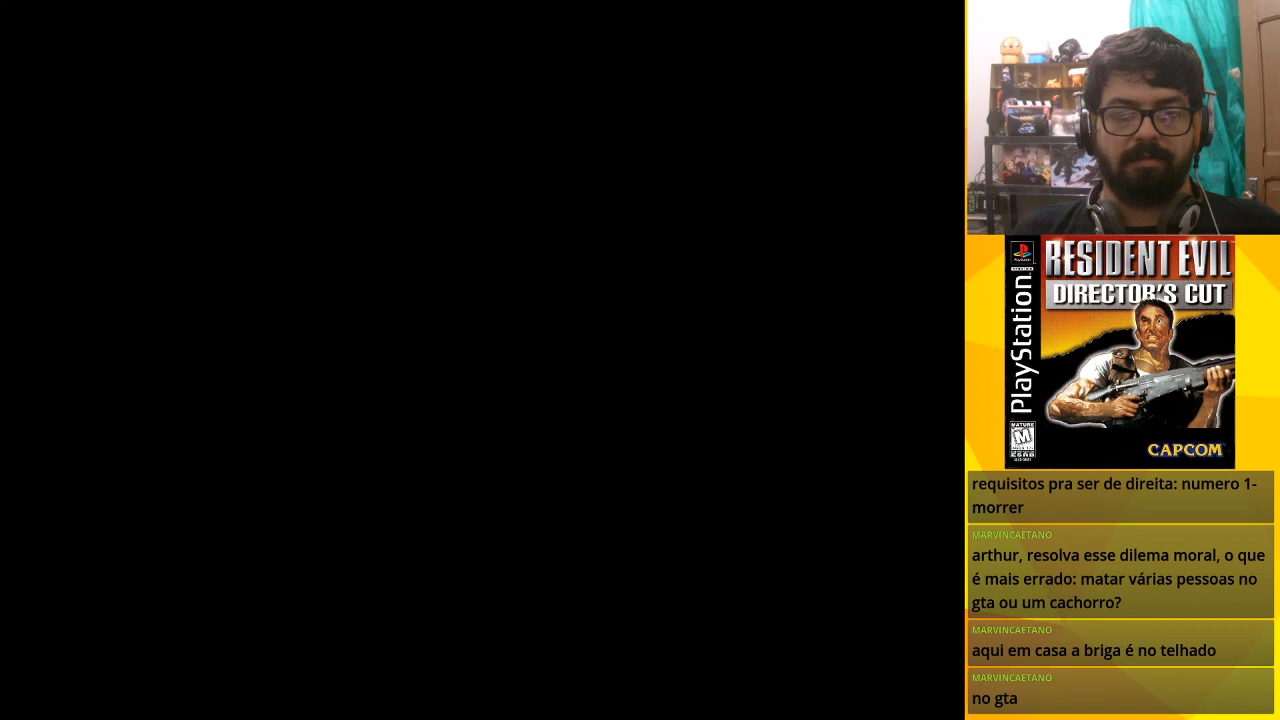 RESIDENT EVIL
DIRECTOR'S CUT
PlayStation
MATURE
M
ESRB
CAPCOM
requisitos pra ser de direita: numero 1-
morrer
MARVINCAETANO
arthur, resolva esse dilema moral, o que
é mais errado: matar várias pessoas no
gta ou um cachorro?
MARVINCAETANO
aqui em casa a briga é no telhado
MARVINCAETANO
no gta